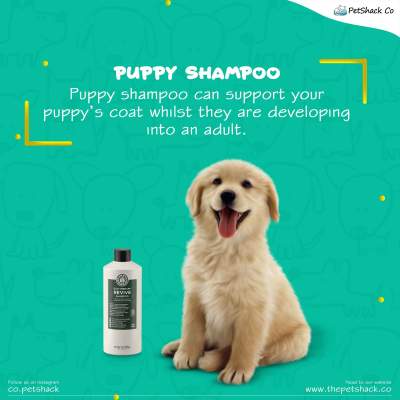 PetShack Co
PUPPY SHAMPOO
Puppy shampoo can support your
puppy's coat whilst they are developing
into an adult.
REVIVE
Follow us on Instagram
co.petshack
Head to our website
www.thepetshack.co